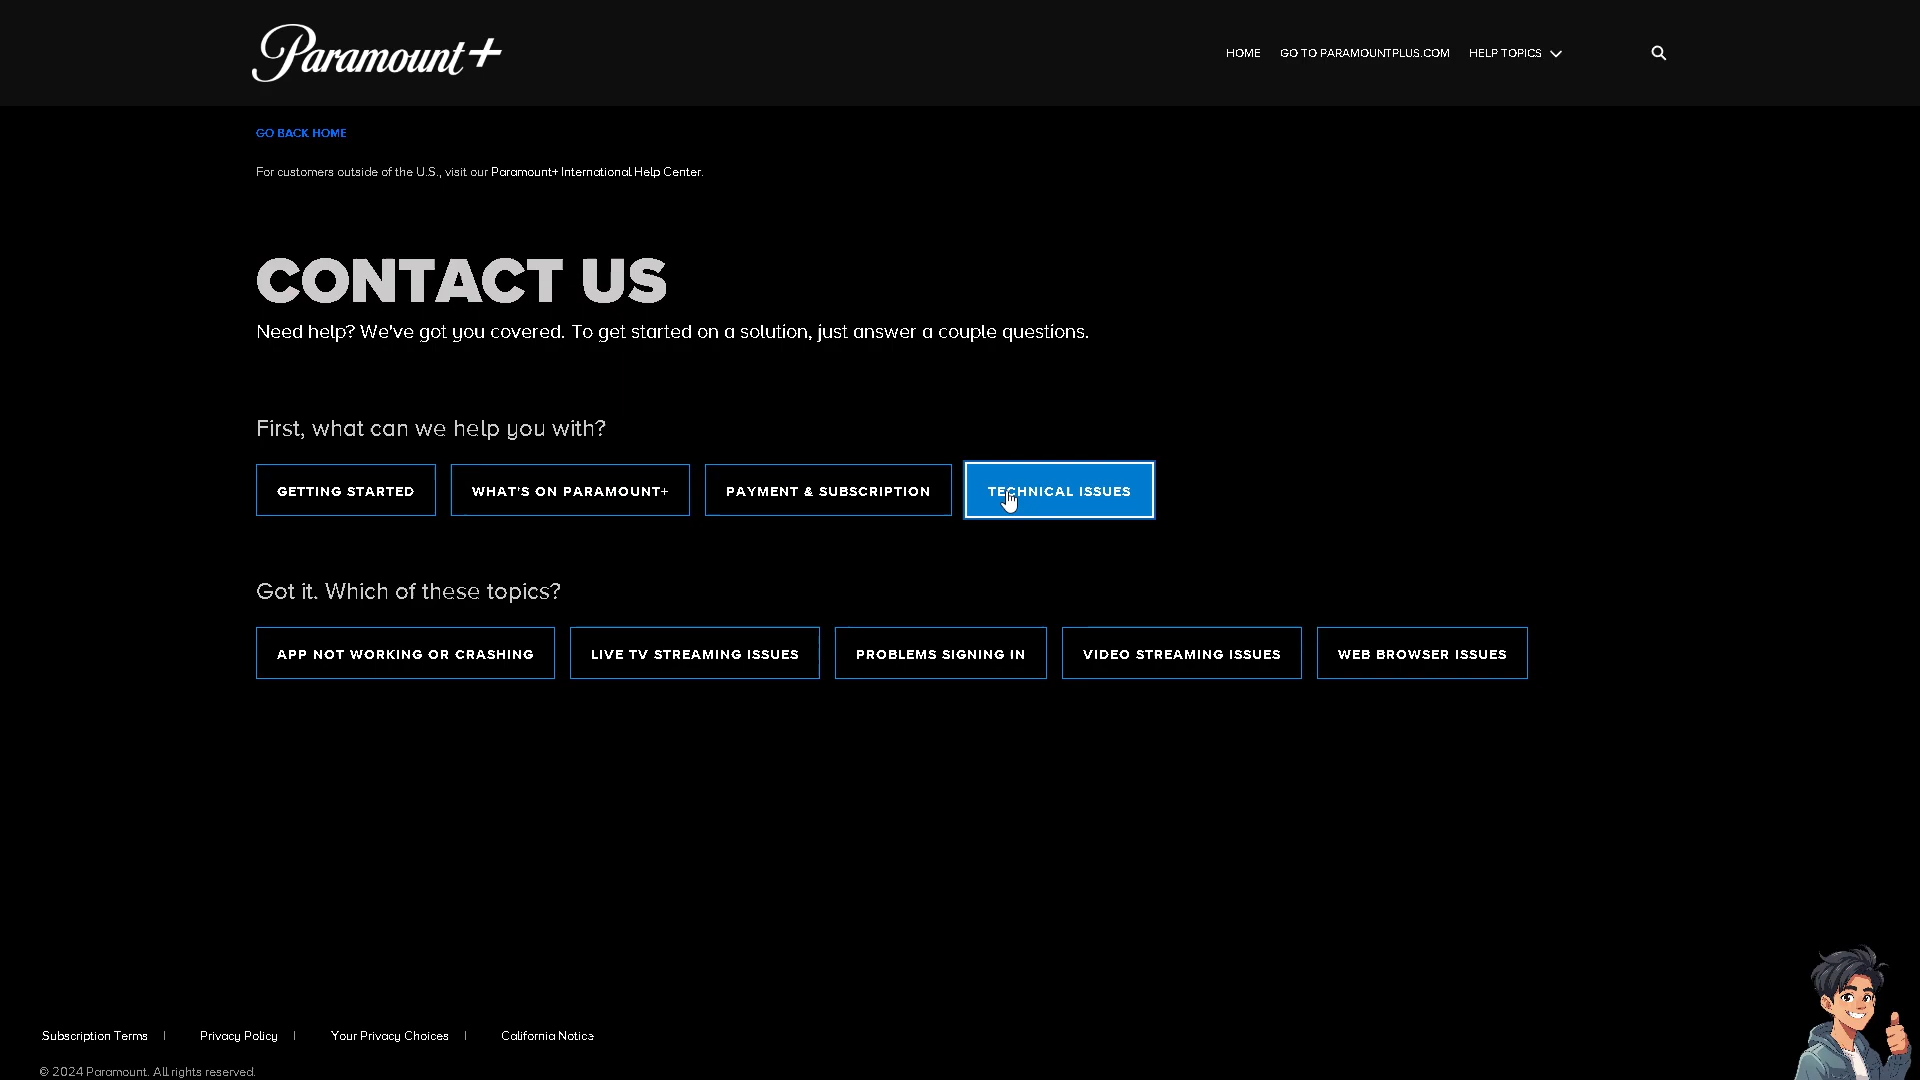 Paramount+
HOME GO TO PARAMOUNTPLUS.COM HELP TOPICS
GO BACK HOME
For customers outside of the U.S., visit our Paramount+ International Help Center.
CONTACT US
Need help? We've got you covered. To get started on a solution, just answer a couple questions.
First, what can we help you with?
GETTING STARTED WHAT'S ON PARAMOUNT+ PAYMENT & SUBSCRIPTION TECHNICAL ISSUES
Got it. Which of these topics?
APP NOT WORKING OR CRASHING LIVE TV STREAMING ISSUES PROBLEMS SIGNING IN VIDEO STREAMING ISSUES WEB BROWSER ISSUES
Subscription Terms | Privacy Policy | Your Privacy Choices | California Notice
© 2024 Paramount. All rights reserved.